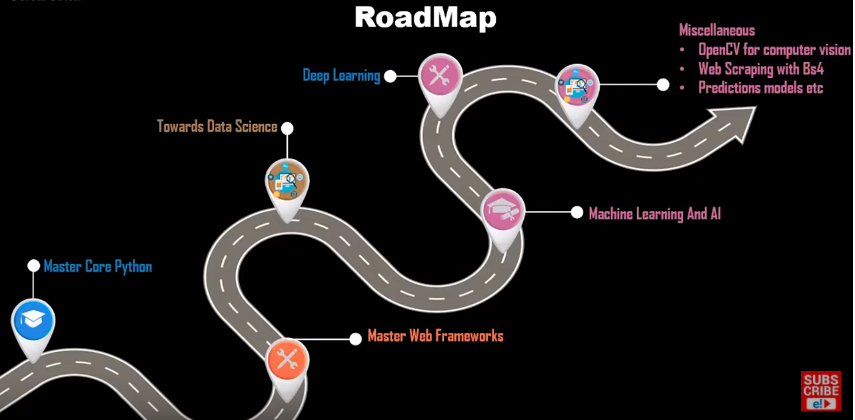 RoadMap
Miscellaneous
• OpenCV for computer vision
• Web Scraping with Bs4
• Predictions models etc
Deep Learning
Towards Data Science
Machine Learning And AI
Master Core Python
Master Web Frameworks
SUBS
CRIBE
e!